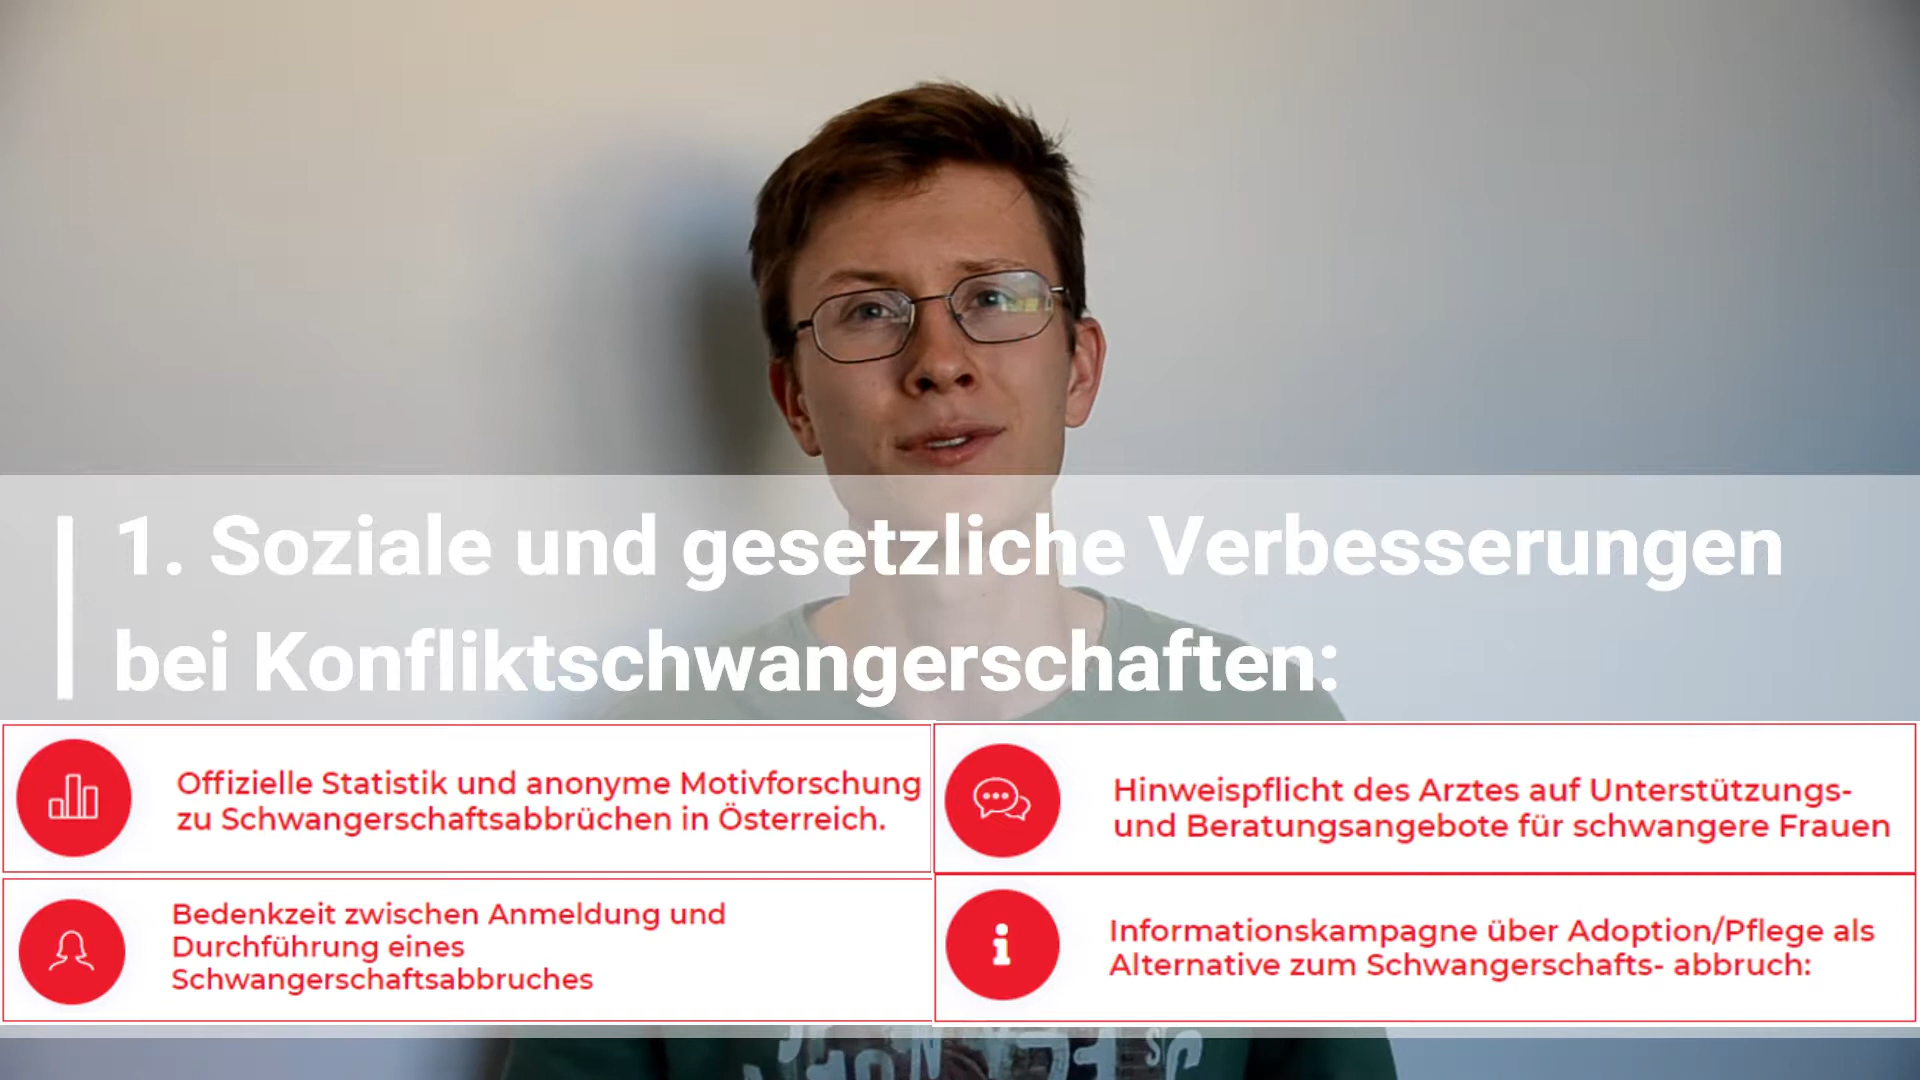 1. Soziale und gesetzliche Verbesserungen
bei Konfliktschwangerschaften:
Offizielle Statistik und anonyme Motivforschung
zu Schwangerschaftsabbrüchen in Österreich.
Hinweispflicht des Arztes auf Unterstützungs-
und Beratungsangebote für schwangere Frauen
Bedenkzeit zwischen Anmeldung und
Durchführung eines
Schwangerschaftsabbruches
Informationskampagne über Adoption/Pflege als
Alternative zum Schwangerschafts- abbruch: